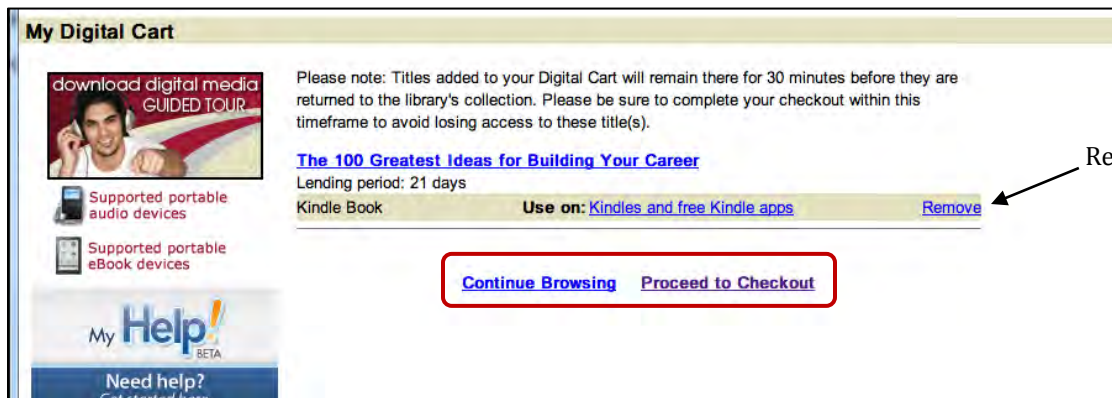 My Digital Cart
download digital media
GUIDED TOUR
Supported portable
audio devices
Supported portable
eBook devices
My Help!
BETA
Need help?
Please note: Titles added to your Digital Cart will remain there for 30 minutes before they are
returned to the library's collection. Please be sure to complete your checkout within this
timeframe to avoid losing access to these title(s).
The 100 Greatest Ideas for Building Your Career
Lending period: 21 days
Kindle Book Use on: Kindles and free Kindle apps Remove
Continue Browsing Proceed to Checkout
Re